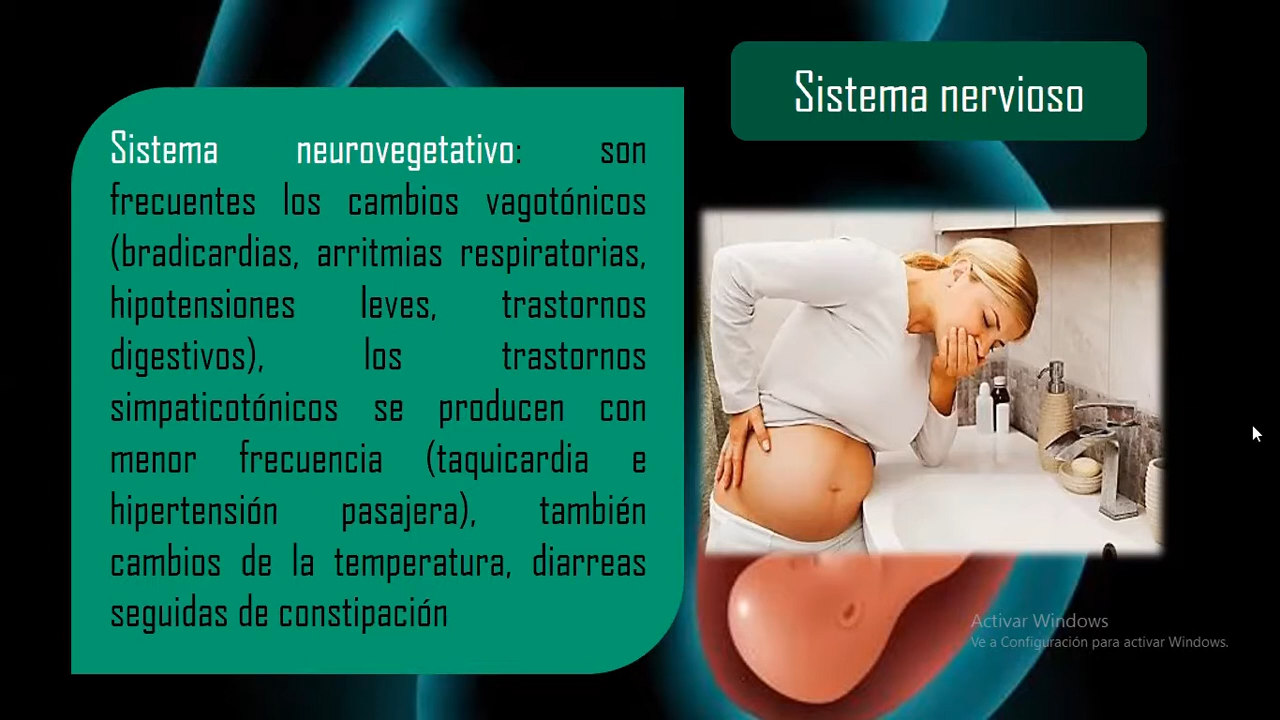 Sistema nervioso
Sistema neurovegetativo: son
frecuentes los cambios vagotónicos
(bradicardias, arritmias respiratorias,
hipotensiones leves, trastornos
digestivos), los trastornos
simpaticotónicos se producen con
menor frecuencia (taquicardia e
hipertensión pasajera), también
cambios de la temperatura, diarreas
seguidas de constipación
Activar Windows
Ve a Configuración para activar Windows.